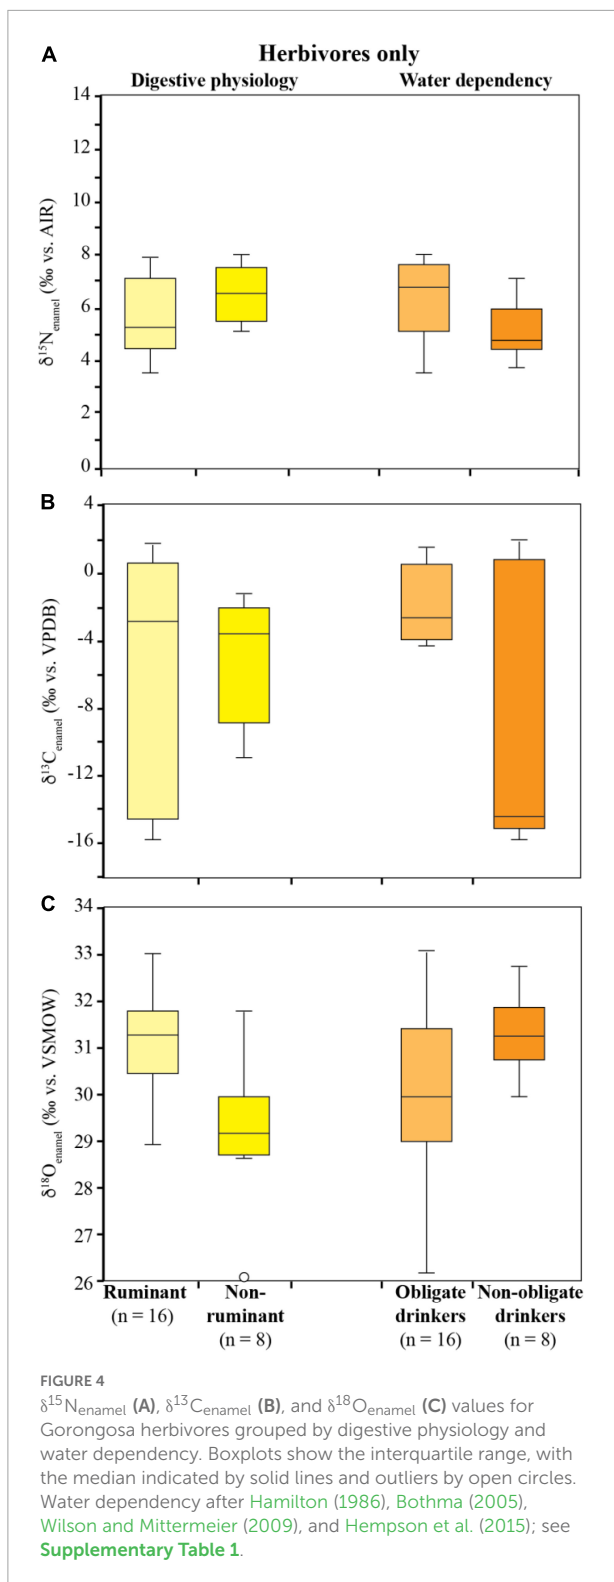 A
Herbivores only
Digestive physiology
Water dependency
14
12
10
8
6
4
2
0
δ¹⁵Nenamel (‰ vs. AIR)
B
4
0
-4
-8
-12
-16
δ¹³Cenamel (‰ vs. VPDB)
C
34
33
32
31
30
29
28
27
26
δ¹⁸Oenamel (‰ vs. VSMOW)
Ruminant
(n = 16)
Non-
ruminant
(n = 8)
Obligate
drinkers
(n = 16)
Non-obligate
drinkers
(n = 8)
FIGURE 4
δ¹⁵Nenamel (A), δ¹³Cenamel (B), and δ¹⁸Oenamel (C) values for
Gorongosa herbivores grouped by digestive physiology and
water dependency. Boxplots show the interquartile range, with
the median indicated by solid lines and outliers by open circles.
Water dependency after Hamilton (1986), Bothma (2005),
Wilson and Mittermeier (2009), and Hempson et al. (2015); see
Supplementary Table 1.